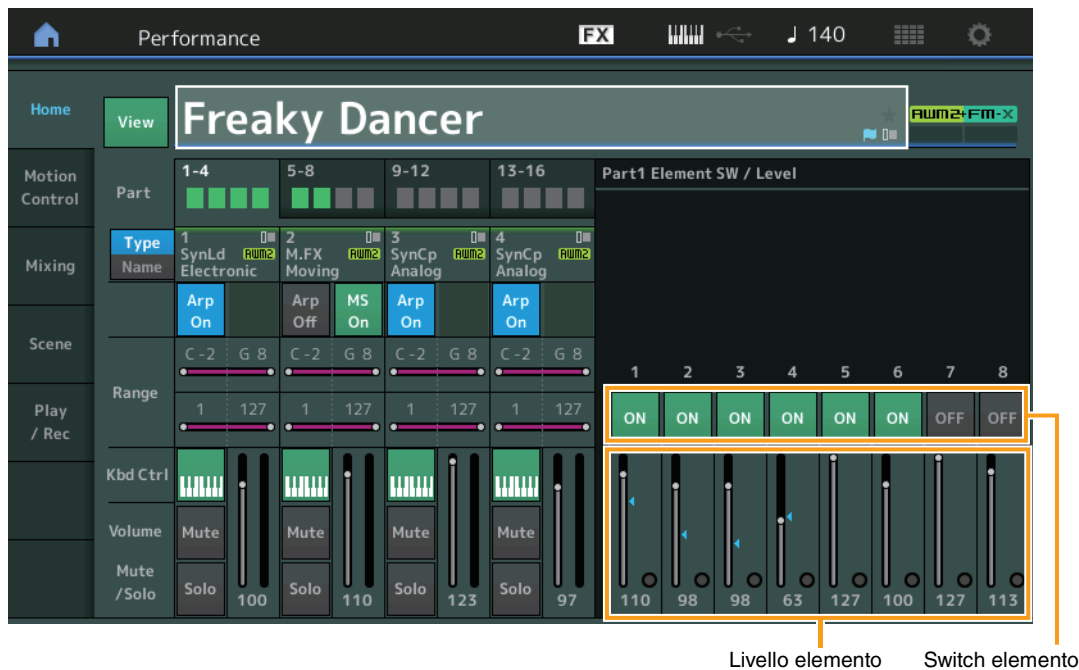 Performance FX 140
Home View Freaky Dancer AWM2+FM-X
Motion Control
Part 1-4 5-8 9-12 13-16 Part1 Element SW / Level
Type Name
1 SynLd AWM2 Electronic
2 M.FX AWM2 Moving
3 SynCp AWM2 Analog
4 SynCp AWM2 Analog
Mixing
Arp On Arp Off MS On Arp On Arp On
Scene
Range
C -2 G 8 C -2 G 8 C -2 G 8 C -2 G 8
1 127 1 127 1 127 1 127
1 2 3 4 5 6 7 8
ON ON ON ON ON ON OFF OFF
Play / Rec
Kbd Ctrl
Volume Mute Mute Mute Mute
Mute /Solo Solo Solo Solo Solo
100 110 123 97
110 98 98 63 127 100 127 113
Livello elemento Switch elemento